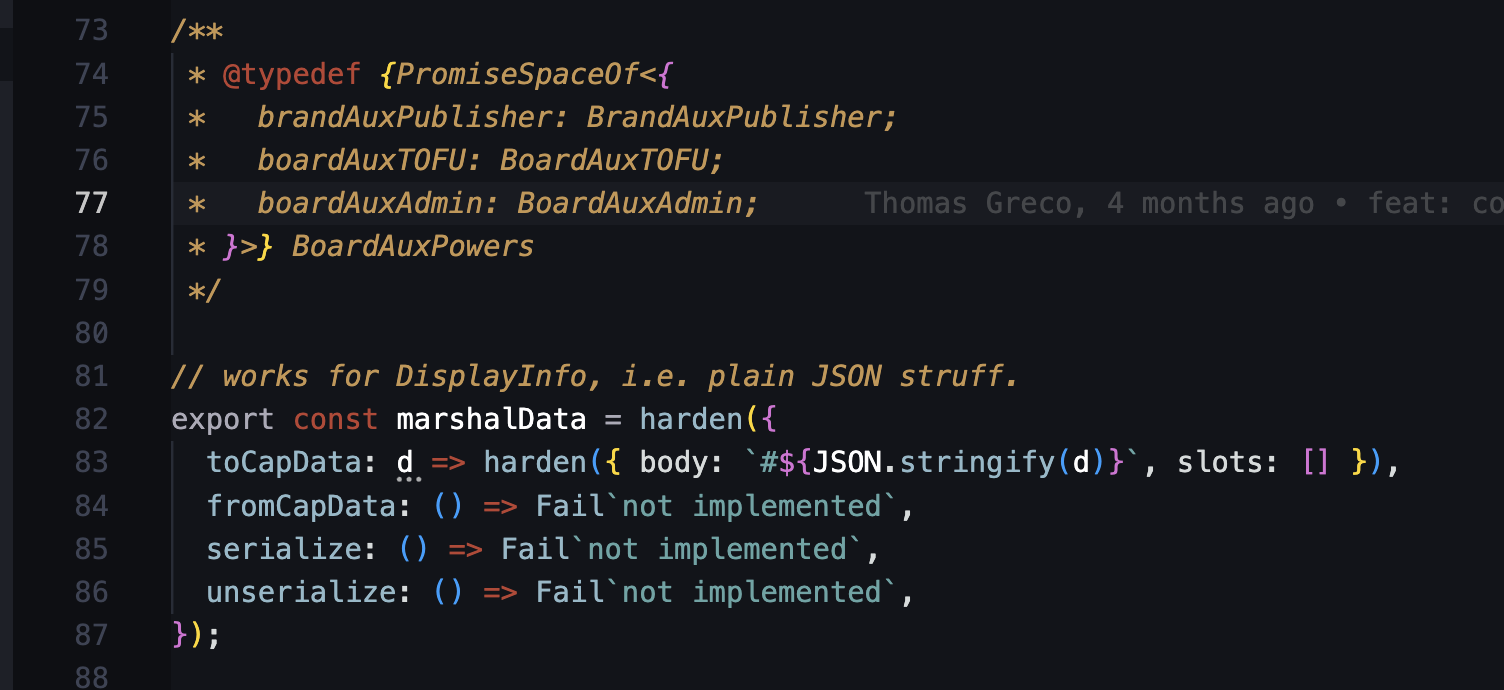 73 /**
74 * @typedef {PromiseSpaceOf<{
75 *   brandAuxPublisher: BrandAuxPublisher;
76 *   boardAuxTOFU: BoardAuxTOFU;
77 *   boardAuxAdmin: BoardAuxAdmin; Thomas Greco, 4 months ago • feat: co
78 * }>} BoardAuxPowers
79 */
80
81 // works for DisplayInfo, i.e. plain JSON struff.
82 export const marshalData = harden({
83   toCapData: d => harden({ body: `#${JSON.stringify(d)}`, slots: [] }),
84   fromCapData: () => Fail`not implemented`,
85   serialize: () => Fail`not implemented`,
86   unserialize: () => Fail`not implemented`,
87 });
88